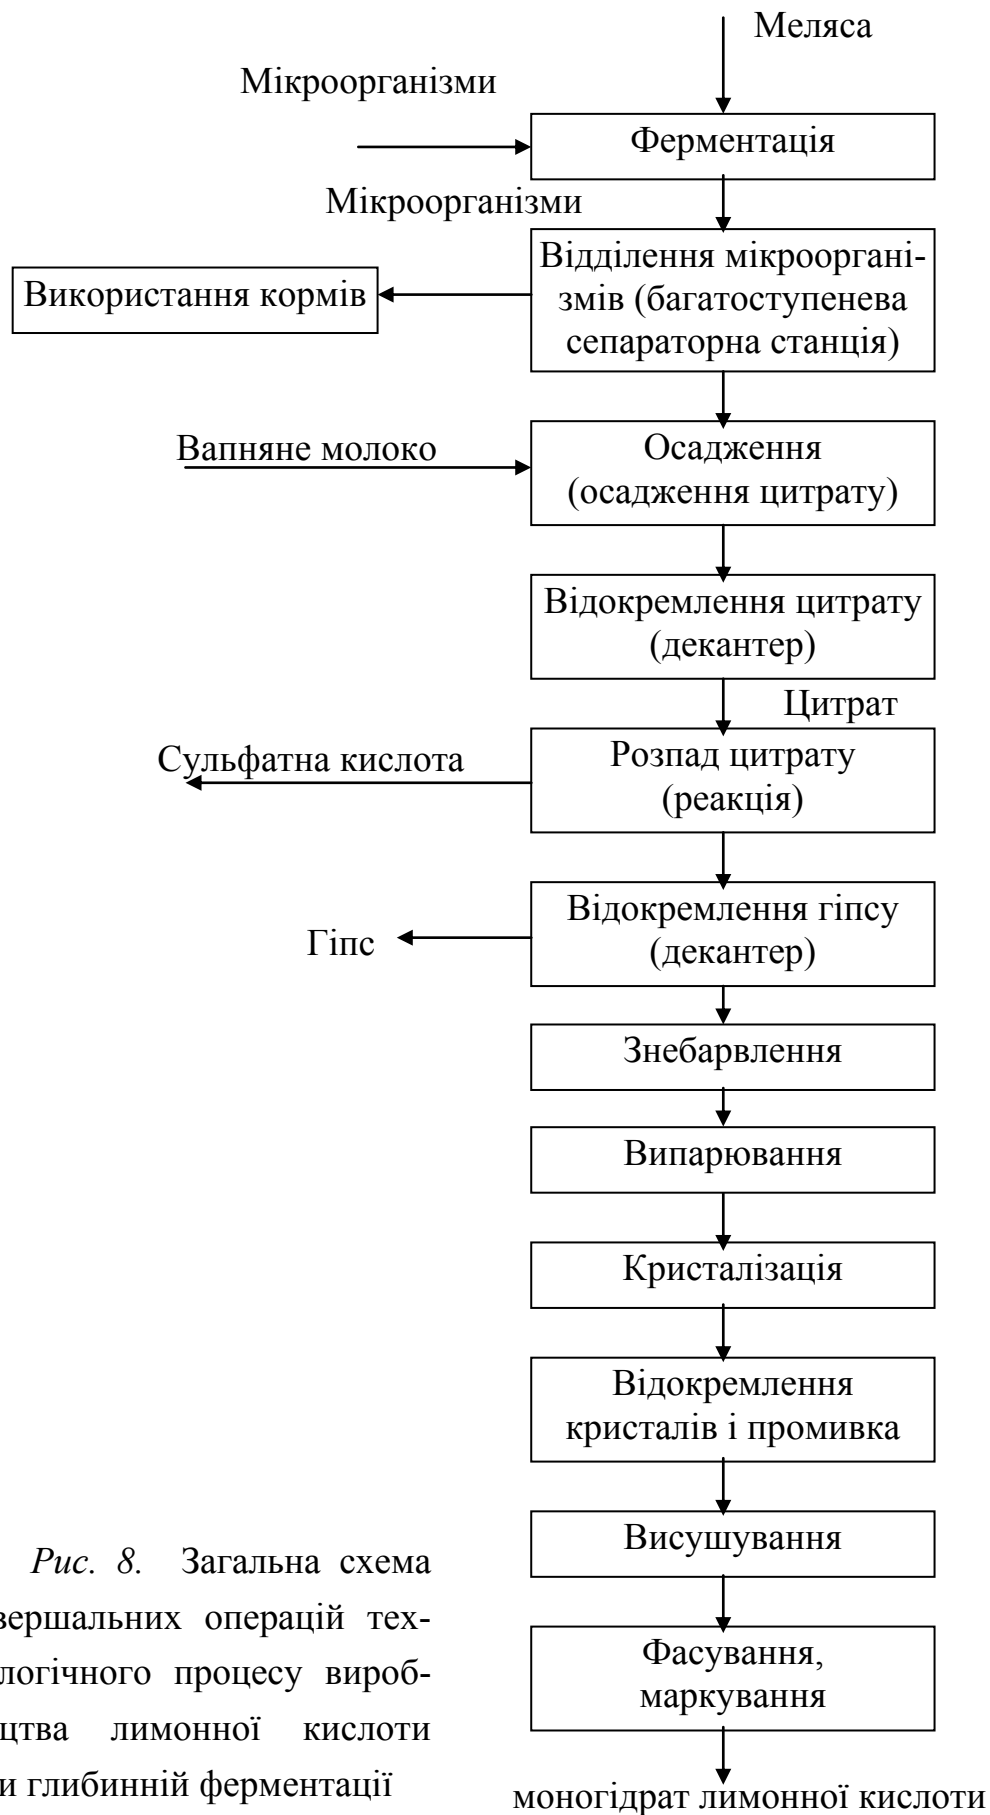 Меляса
Мікроорганізми
Ферментація
Мікроорганізми
Відділення мікрооргані-
змів (багатоступенева
сепараторна станція)
Використання кормів
Вапняне молоко
Осадження
(осадження цитрату)
Відокремлення цитрату
(декантер)
Цитрат
Сульфатна кислота
Розпад цитрату
(реакція)
Відокремлення гіпсу
(декантер)
Гіпс
Знебарвлення
Випарювання
Кристалізація
Відокремлення
кристалів і промивка
Висушування
Фасування,
маркування
моногідрат лимонної кислоти
Рис. 8. Загальна схема
вершальних операцій тех-
логічного процесу вироб-
цтва лимонної кислоти
и глибинній ферментації